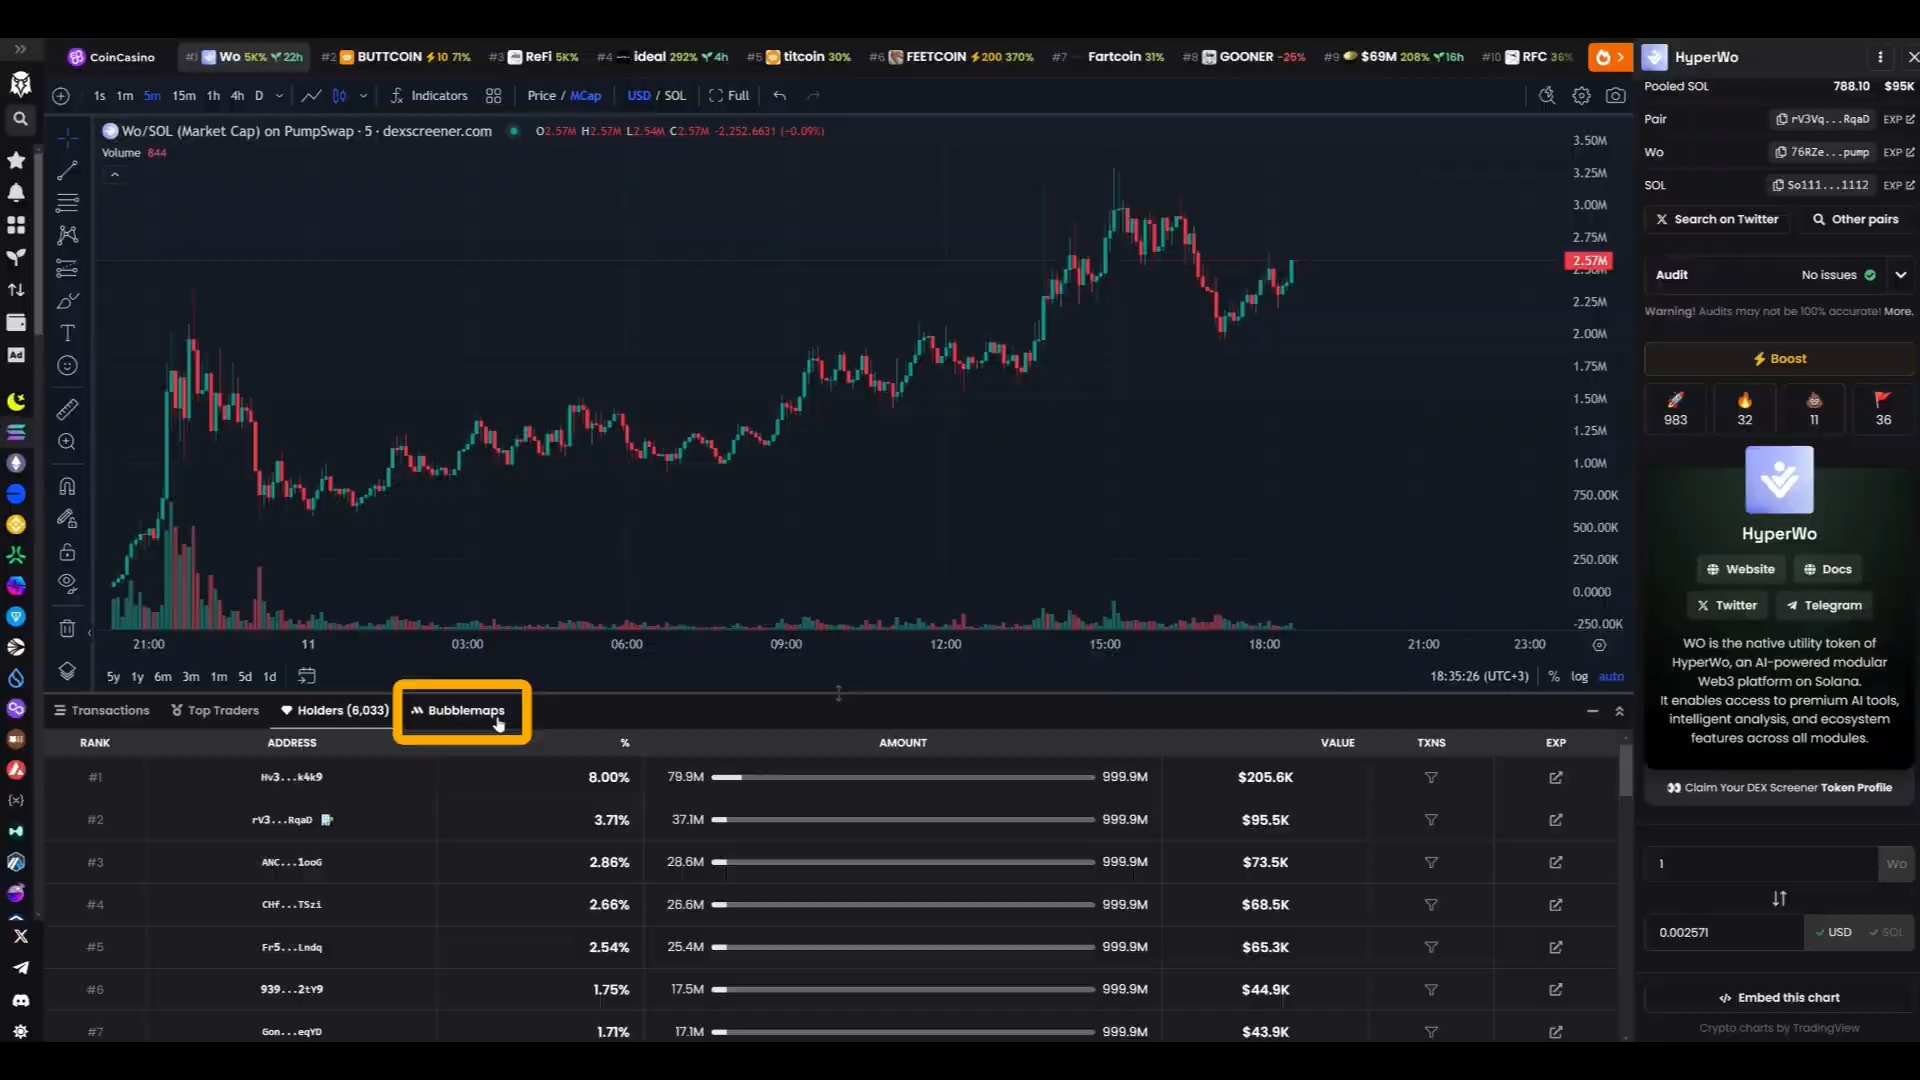 CoinCasino
#1 Wo 5K% 22h
#2 BUTTCOIN 10 71%
#3 ReFi 5K%
#4 ideal 292% 4h
#5 titcoin 30%
#6 FEETCOIN 200 370%
#7 Fartcoin 31%
#8 GOONER -26%
#9 $69M 208% 16h
#10 RFC 36%
HyperWo
1s 1m 5m 15m 1h 4h D
Indicators
Price / MCap
USD / SOL
Full
Wo/SOL (Market Cap) on PumpSwap · 5 · dexscreener.com
O2.57M H2.57M L2.54M C2.57M -2,252.6631 (-0.09%)
Volume 844
3.50M
3.25M
3.00M
2.75M
2.57M
2.25M
2.00M
1.75M
1.50M
1.25M
1.00M
750.00K
500.00K
250.00K
0.0000
-250.00K
21:00 11 03:00 06:00 09:00 12:00 15:00 18:00 21:00 23:00
5y 1y 6m 3m 1m 5d 1d
18:35:26 (UTC+3) % log auto
Ad
Transactions
Top Traders
Holders (6,033)
Bubblemaps
RANK ADDRESS % AMOUNT VALUE TXNS EXP
#1 Hv3...k4k9 8.00% 79.9M 999.9M $205.6K
#2 rV3...RqaD 3.71% 37.1M 999.9M $95.5K
#3 ANC...1ooG 2.86% 28.6M 999.9M $73.5K
#4 CHf...TSzi 2.66% 26.6M 999.9M $68.5K
#5 Fr5...Lndq 2.54% 25.4M 999.9M $65.3K
#6 939...2tY9 1.75% 17.5M 999.9M $44.9K
#7 Gon...eqYD 1.71% 17.1M 999.9M $43.9K
Pooled SOL 788.10 $95K
Pair rV3Vq...RqaD EXP
Wo 76RZe...pump EXP
SOL So111...1112 EXP
Search on Twitter
Other pairs
Audit No issues
Warning! Audits may not be 100% accurate! More.
Boost
983 32 11 36
HyperWo
Website Docs
Twitter Telegram
WO is the native utility token of
HyperWo, an AI-powered modular
Web3 platform on Solana.
It enables access to premium AI tools,
intelligent analysis, and ecosystem
features across all modules.
Claim Your DEX Screener Token Profile
1 Wo
0.002571 USD SOL
Embed this chart
Crypto charts by TradingView